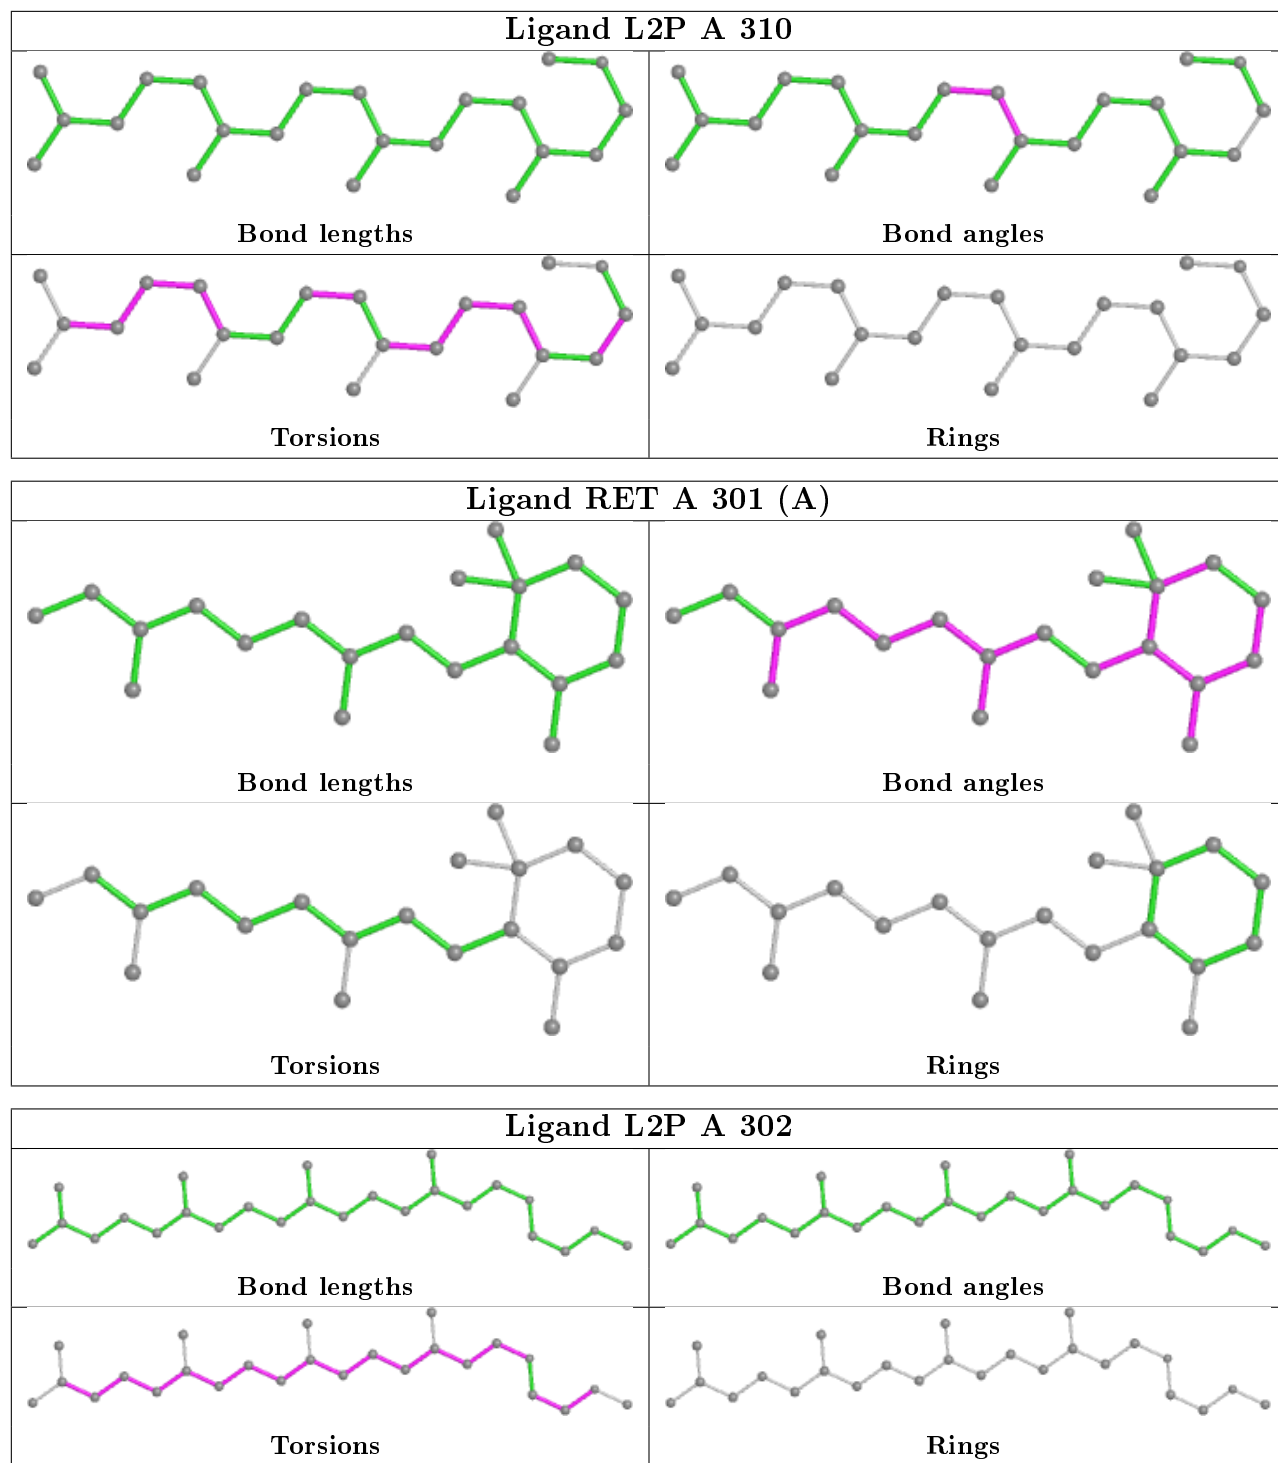 Ligand L2P A 310
Bond lengths
Bond angles
Torsions
Rings
Ligand RET A 301 (A)
Bond lengths
Bond angles
Torsions
Rings
Ligand L2P A 302
Bond lengths
Bond angles
Torsions
Rings